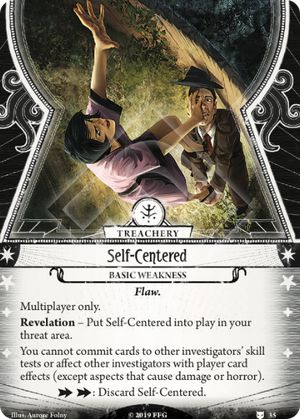 TREACHERY
Self-Centered
BASIC WEAKNESS
Flaw.
Multiplayer only.
Revelation – Put Self-Centered into play in your
threat area.
You cannot commit cards to other investigators' skill
tests or affect other investigators with player card
effects (except aspects that cause damage or horror).
: Discard Self-Centered.
Illus. Aurore Folny
© 2019 FFG
35